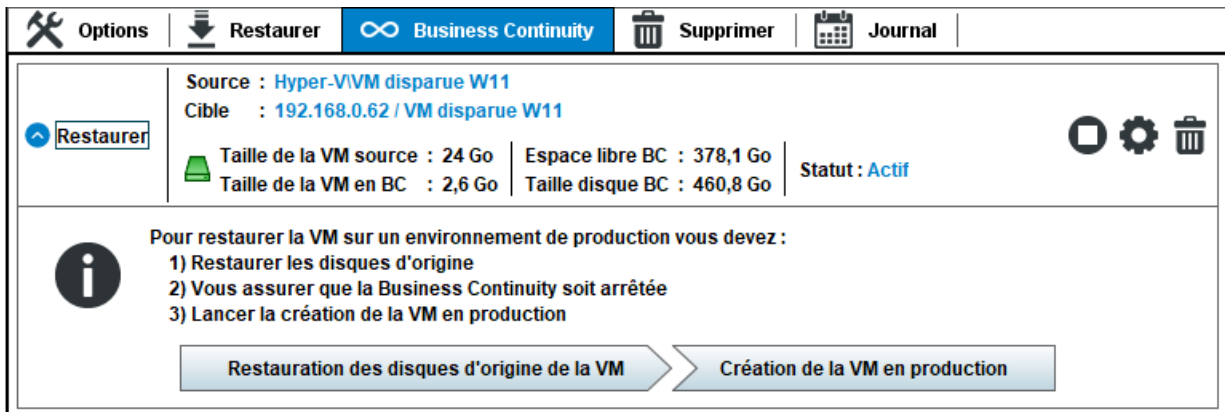 Options Restaurer Business Continuity Supprimer Journal
Source : Hyper-V\VM disparue W11
Cible : 192.168.0.62 / VM disparue W11
Restaurer
Taille de la VM source : 24 Go Espace libre BC : 378,1 Go
Taille de la VM en BC : 2,6 Go Taille disque BC : 460,8 Go
Statut : Actif
Pour restaurer la VM sur un environnement de production vous devez :
1) Restaurer les disques d'origine
2) Vous assurer que la Business Continuity soit arrêtée
3) Lancer la création de la VM en production
Restauration des disques d'origine de la VM Création de la VM en production